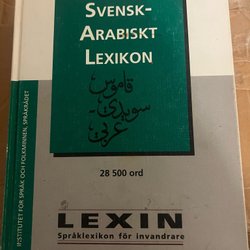 SVENSK-
ARABISKT
LEXIKON
قاموس
سويدي-
عربي
28 500 ord
LEXIN
Språklexikon för invandrare
INSTITUTET FÖR SPRÅK OCH FOLKMINNEN, SPRÅKRÅDET